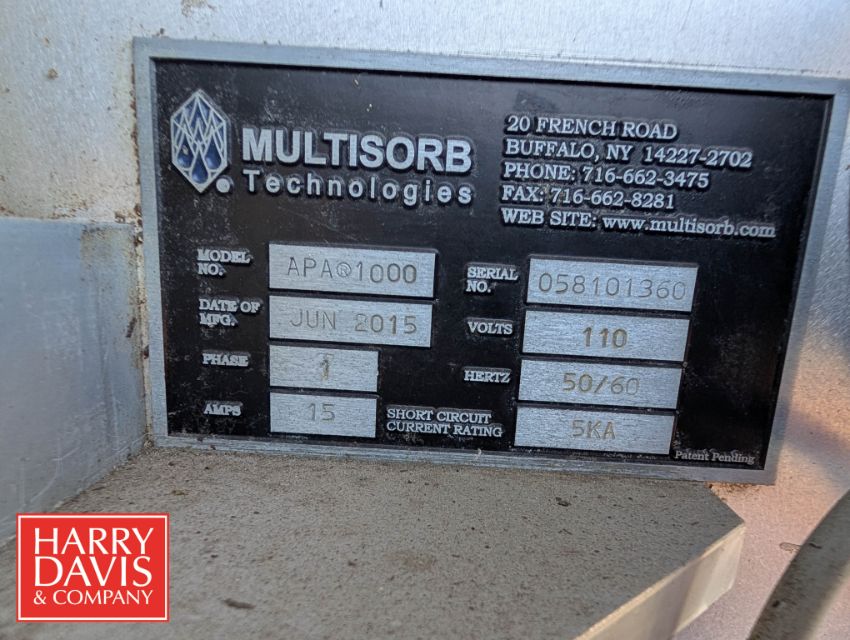 MULTISORB
Technologies
20 FRENCH ROAD
BUFFALO, NY 14227-2702
PHONE: 716-662-3475
FAX: 716-662-8281
WEB SITE: www.multisorb.com
MODEL NO. APA®1000
SERIAL NO. 058101360
DATE OF MFG. JUN 2015
VOLTS 110
PHASE 1
HERTZ 50/60
AMPS 15
SHORT CIRCUIT CURRENT RATING 5KA
Patent Pending
HARRY
DAVIS
& COMPANY